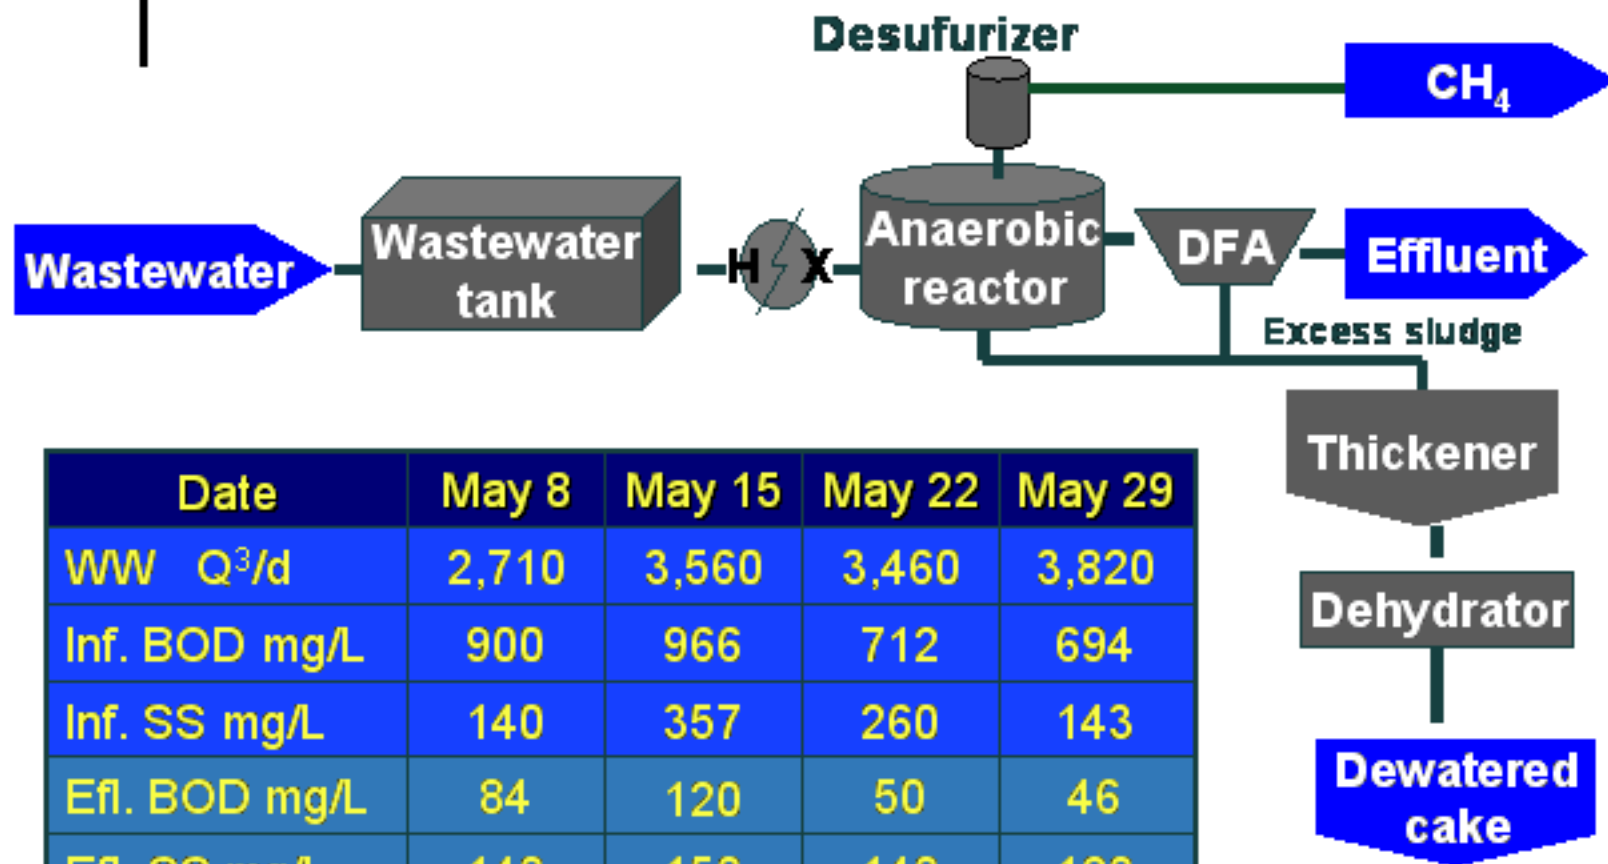 Desufurizer
CH₄
Wastewater
Wastewater
tank
H X
Anaerobic
reactor
DFA
Effluent
Excess sludge
Thickener
Dehydrator
Dewatered
cake
Date May 8 May 15 May 22 May 29
WW Q³/d 2,710 3,560 3,460 3,820
Inf. BOD mg/L 900 966 712 694
Inf. SS mg/L 140 357 260 143
Efl. BOD mg/L 84 120 50 46